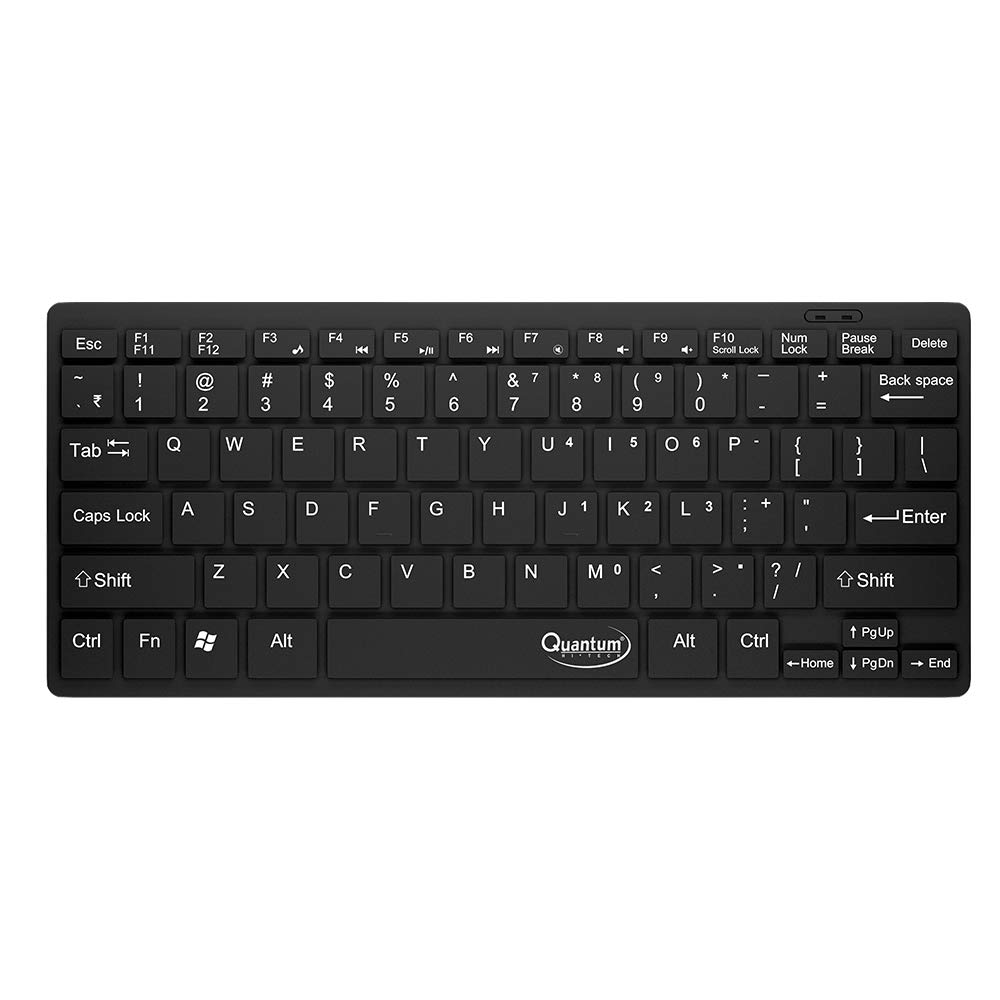 Esc F1 F2 F3 F4 F5 F6 F7 F8 F9 F10 Num Pause Delete
F11 F12 Scroll Lock Lock Break
~ ! @ # $ % ^ & 7 * 8 ( 9 ) * — + Back space
、 ₹ 1 2 3 4 5 6 7 8 9 0 - =
Tab Q W E R T Y U 4 I 5 O 6 P - { } |
[ ] \
Caps Lock A S D F G H J 1 K 2 L 3 : + " Enter
; '
Shift Z X C V B N M 0 < > . ? / Shift
, . /
Ctrl Fn Alt Quantum® Alt Ctrl ↑ PgUp
HI•TECH ←Home ↓ PgDn → End